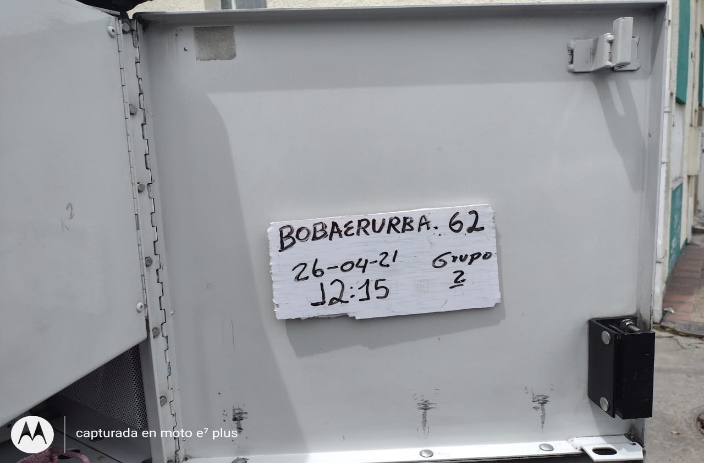 BOBAERURBA. 62
26-04-21 Grupo
12:15 2
capturada en moto e⁷ plus